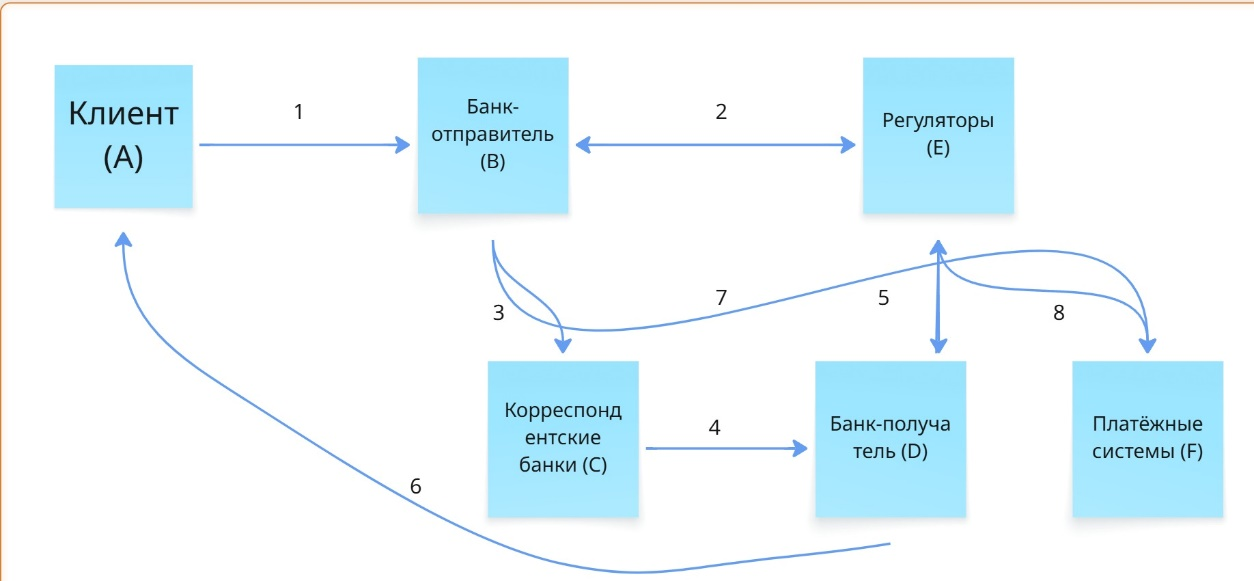 Клиент
(A)
1
Банк-
отправитель
(B)
2
Регуляторы
(E)
3
7
5
8
Корреспонд
ентские
банки (C)
4
Банк-получа
тель (D)
Платёжные
системы (F)
6